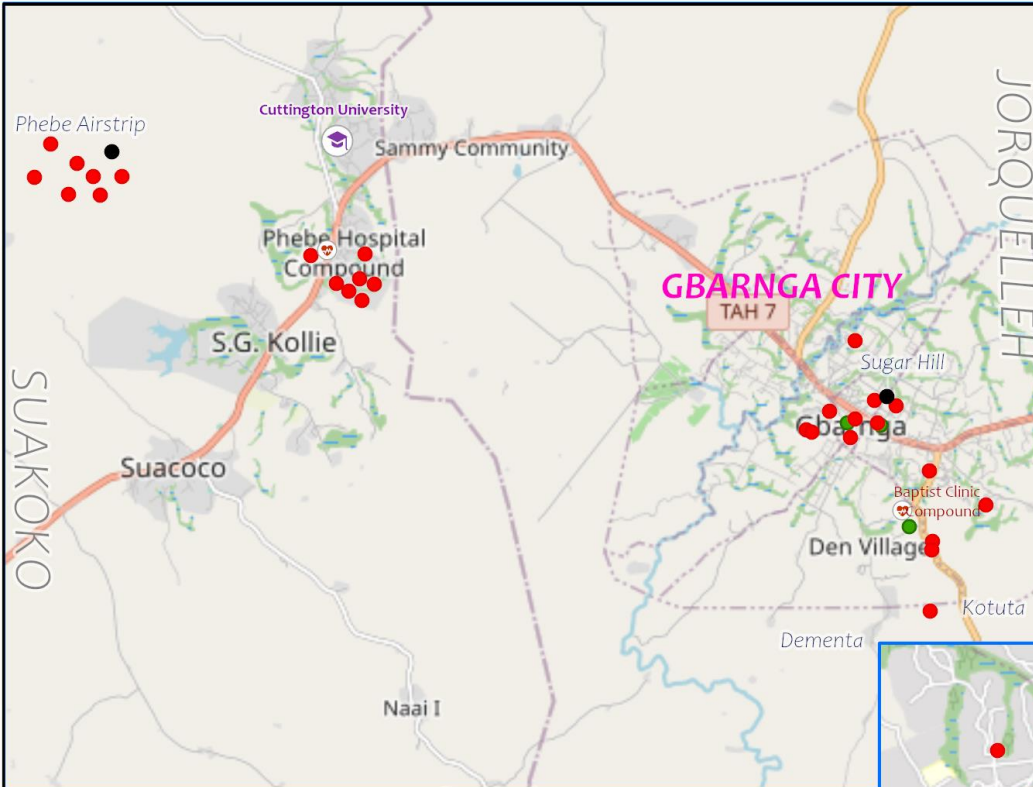 Phebe Airstrip
Cuttington University
Sammy Community
JORQUELLEH
Phebe Hospital
Compound
GBARNGA CITY
TAH 7
S.G. Kollie
Sugar Hill
SUAKOKO
Gbarnga
Suacoco
Baptist Clinic
Compound
Den Village
Kotuta
Dementa
Naai I